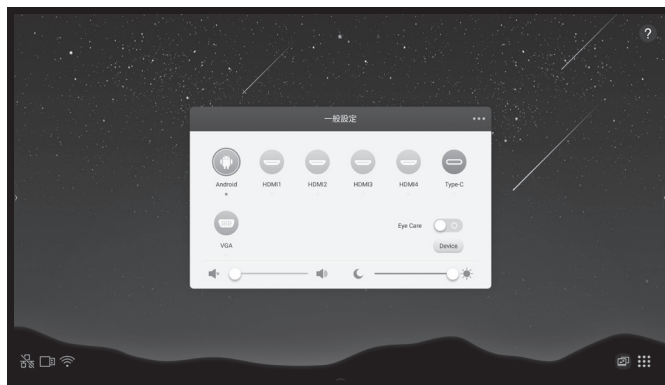 ?
一般設定
Android HDMI1 HDMI2 HDMI3 HDMI4 Type-C
VGA
Eye Care
Device